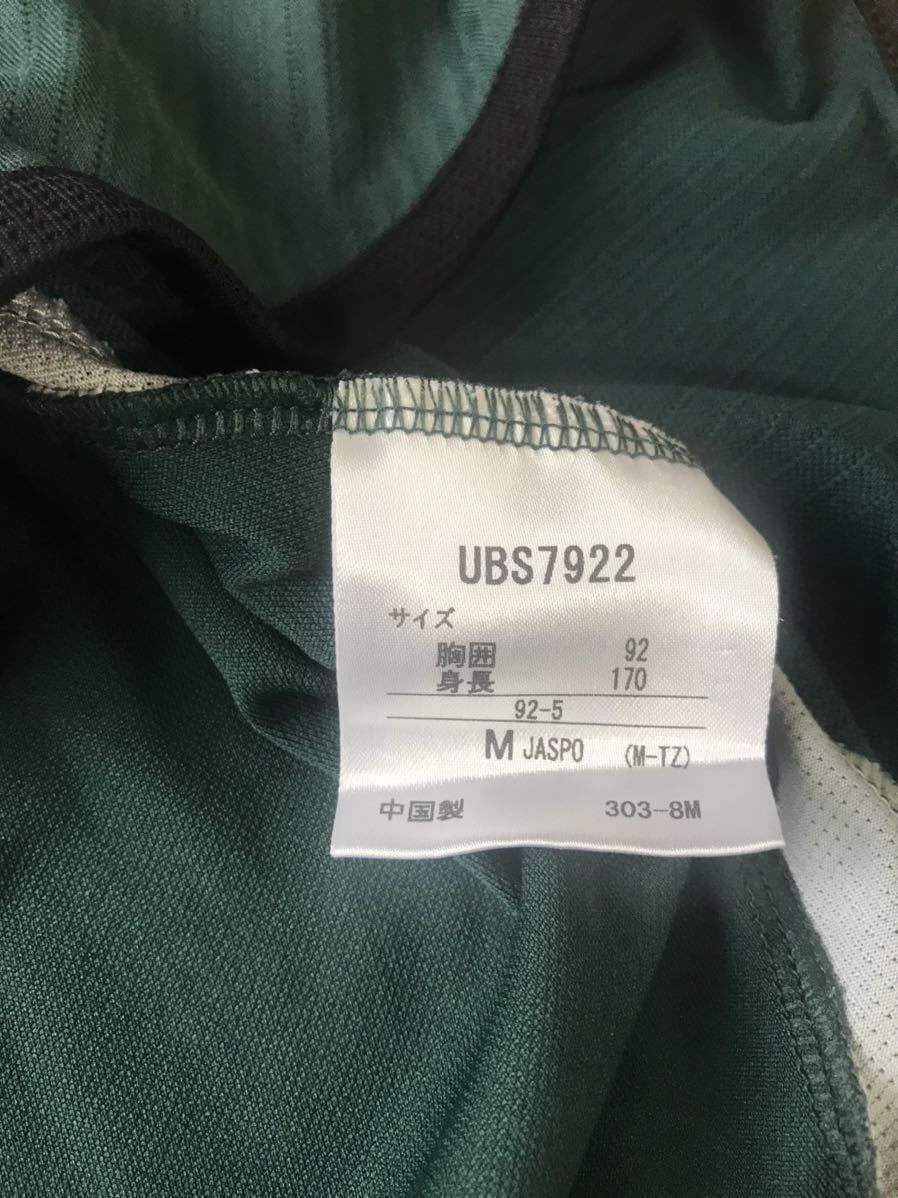 UBS7922
サイズ
胸囲 92
身長 170
92-5
M JASPO (M-TZ)
中国製 303-8M